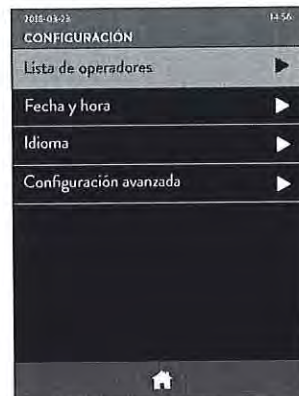 2018-03-23 14:56
CONFIGURACIÓN
Lista de operadores
Fecha y hora
Idioma
Configuración avanzada